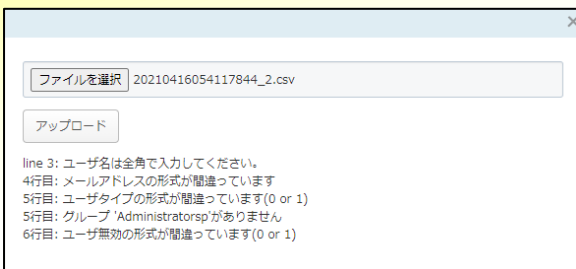 ×
ファイルを選択 20210416054117844_2.csv
アップロード
line 3: ユーザ名は全角で入力してください。
4行目: メールアドレスの形式が間違っています
5行目: ユーザタイプの形式が間違っています(0 or 1)
5行目: グループ 'Administratorsp'がありません
6行目: ユーザ無効の形式が間違っています(0 or 1)